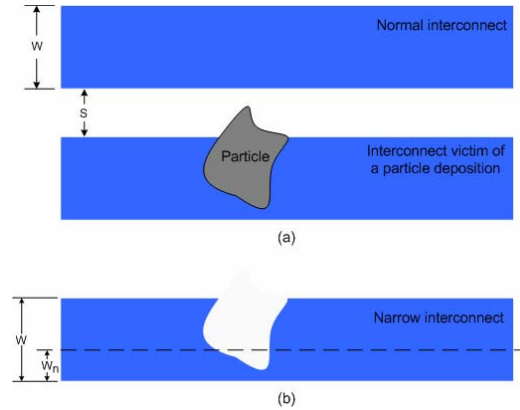 Normal interconnect
W
S
Particle
Interconnect victim of
a particle deposition
(a)
Narrow interconnect
W
Wn
(b)